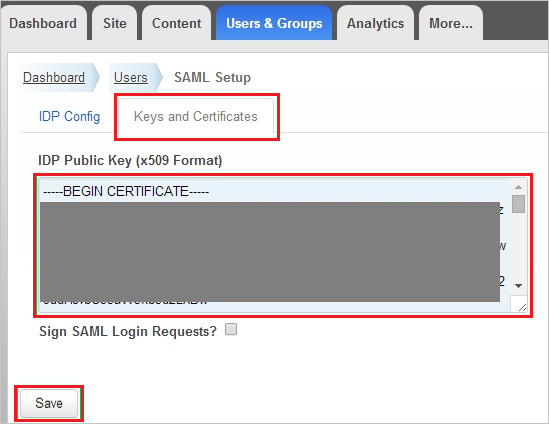 Dashboard Site Content Users & Groups Analytics More...
Dashboard Users SAML Setup
IDP Config Keys and Certificates
IDP Public Key (x509 Format)
-----BEGIN CERTIFICATE-----
z
w
2
Sign SAML Login Requests?
Save